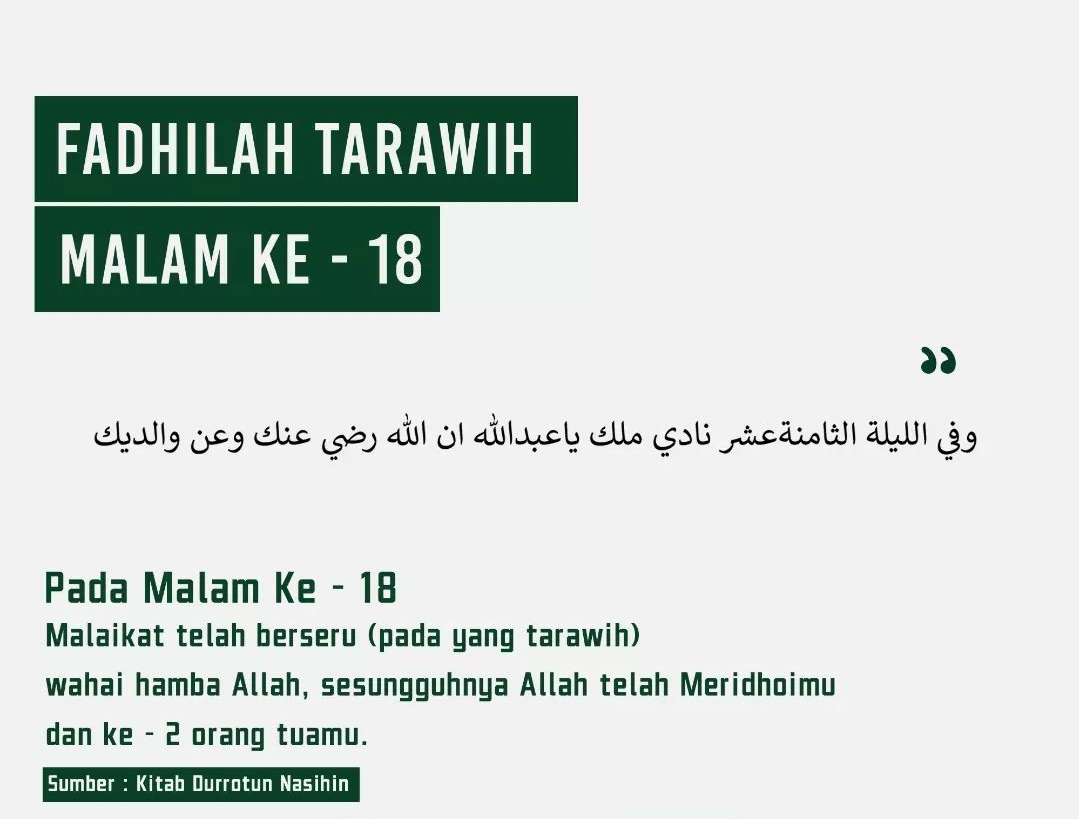 FADHILAH TARAWIH
MALAM KE - 18
”
وفي الليلة الثامنةعشر نادي ملك ياعبدالله ان الله رضي عنك وعن والديك
Pada Malam Ke - 18
Malaikat telah berseru (pada yang tarawih)
wahai hamba Allah, sesungguhnya Allah telah Meridhoimu
dan ke - 2 orang tuamu.
Sumber : Kitab Durrotun Nasihin